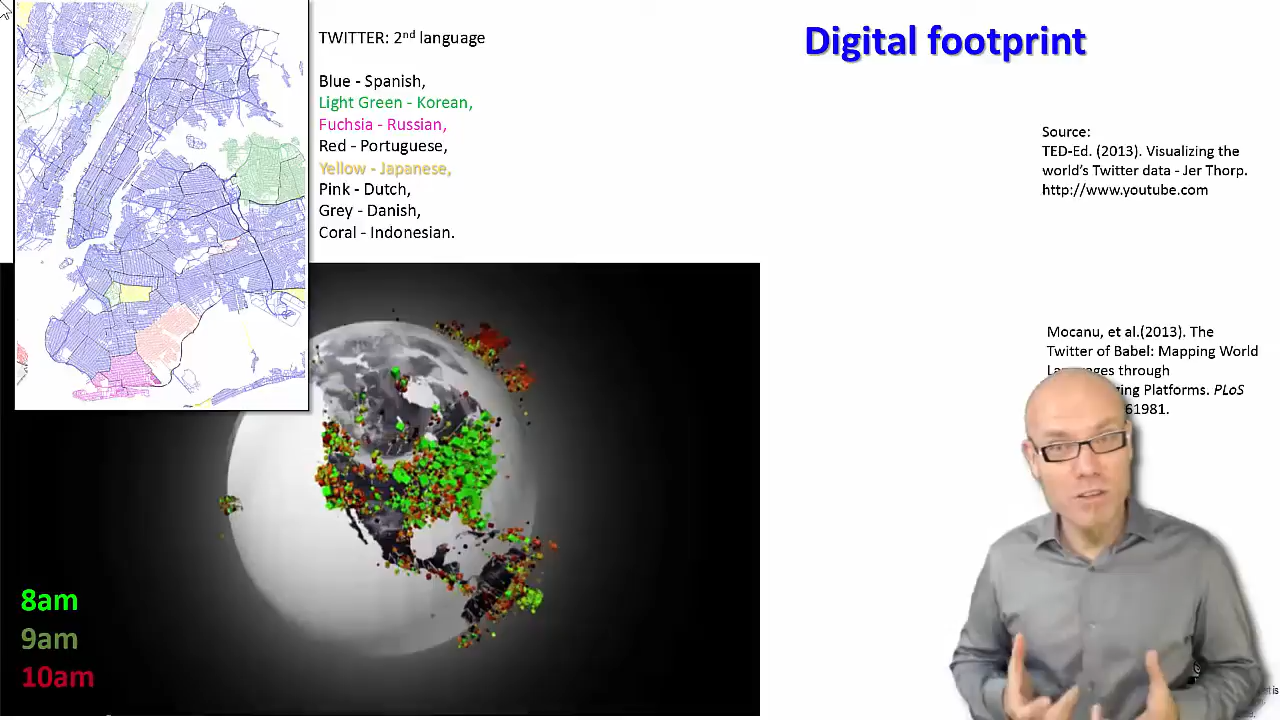 Digital footprint
TWITTER: 2nd language
Blue - Spanish,
Light Green - Korean,
Fuchsia - Russian,
Red - Portuguese,
Yellow - Japanese,
Pink - Dutch,
Grey - Danish,
Coral - Indonesian.
Source:
TED-Ed. (2013). Visualizing the
world's Twitter data - Jer Thorp.
http://www.youtube.com
Mocanu, et al.(2013). The
Twitter of Babel: Mapping World
through
Platforms. PLoS
61981.
8am
9am
10am